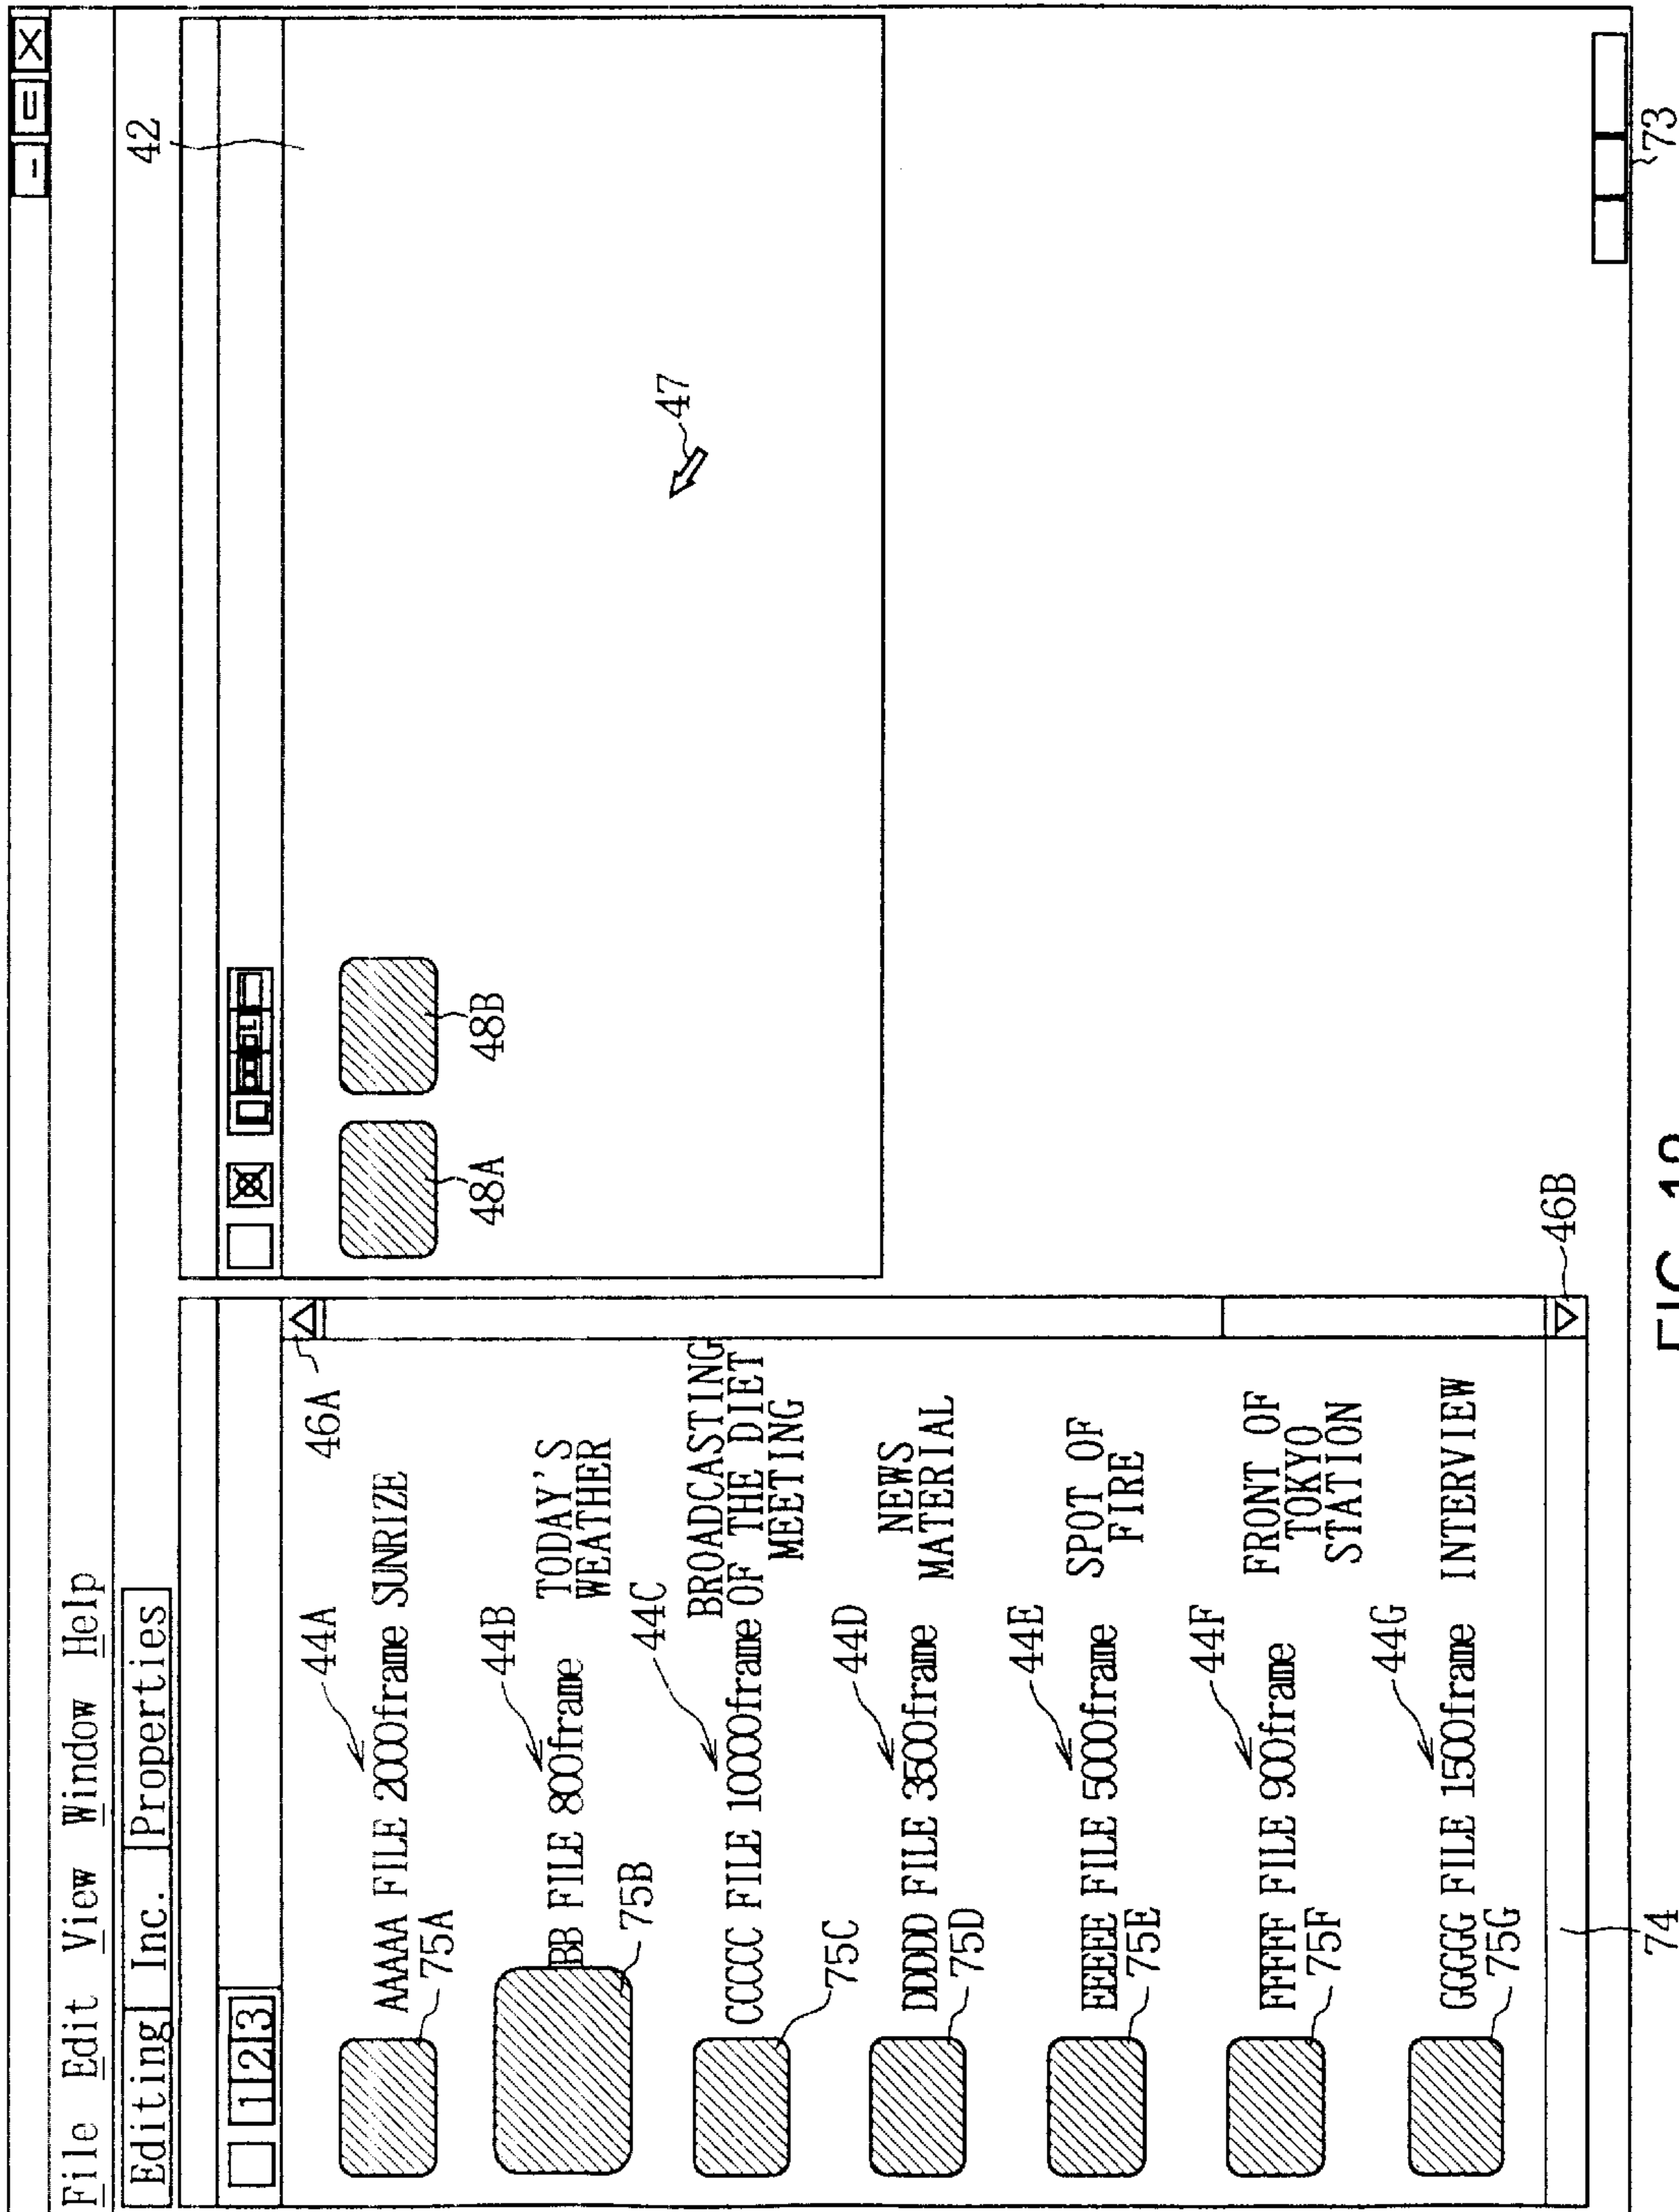 File Edit View Window Help
Editing Inc. Properties
1 2 3
42
46A
44A
AAAAA FILE 2000frame SUNRIZE
75A
48A
48B
44B
BB FILE 800frame TODAY'S
WEATHER
75B
44C
BROADCASTING
CCCCC FILE 10000frame OF THE DIET
MEETING
75C
47
44D
NEWS
DDDDD FILE 3500frame MATERIAL
75D
44E
EEEEE FILE 5000frame SPOT OF
FIRE
75E
44F
FFFFF FILE 900frame FRONT OF
TOKYO
STATION
75F
44G
GGGGG FILE 1500frame INTERVIEW
75G
46B
74
73
FIG.